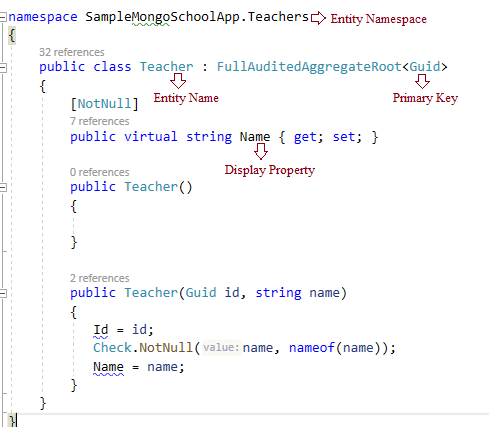 namespace SampleMongoSchoolApp.Teachers Entity Namespace
{
32 references
public class Teacher : FullAuditedAggregateRoot<Guid>
{
Entity Name
Primary Key
[NotNull]
7 references
public virtual string Name { get; set; }
Display Property
0 references
public Teacher()
{
}
2 references
public Teacher(Guid id, string name)
{
Id = id;
Check.NotNull(value: name, nameof(name));
Name = name;
}
}
}